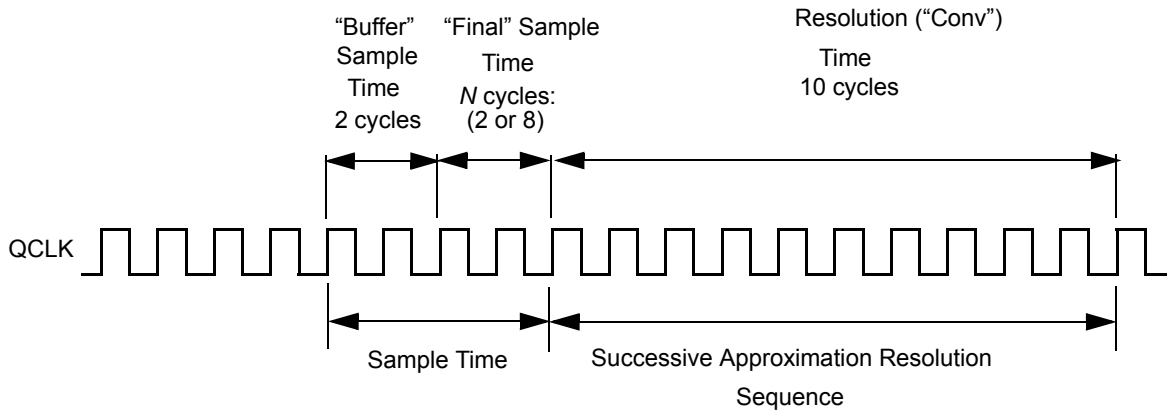 “Buffer”
Sample
Time
2 cycles
“Final” Sample
Time
N cycles:
(2 or 8)
Resolution (“Conv”)
Time
10 cycles
QCLK
Sample Time
Successive Approximation Resolution
Sequence